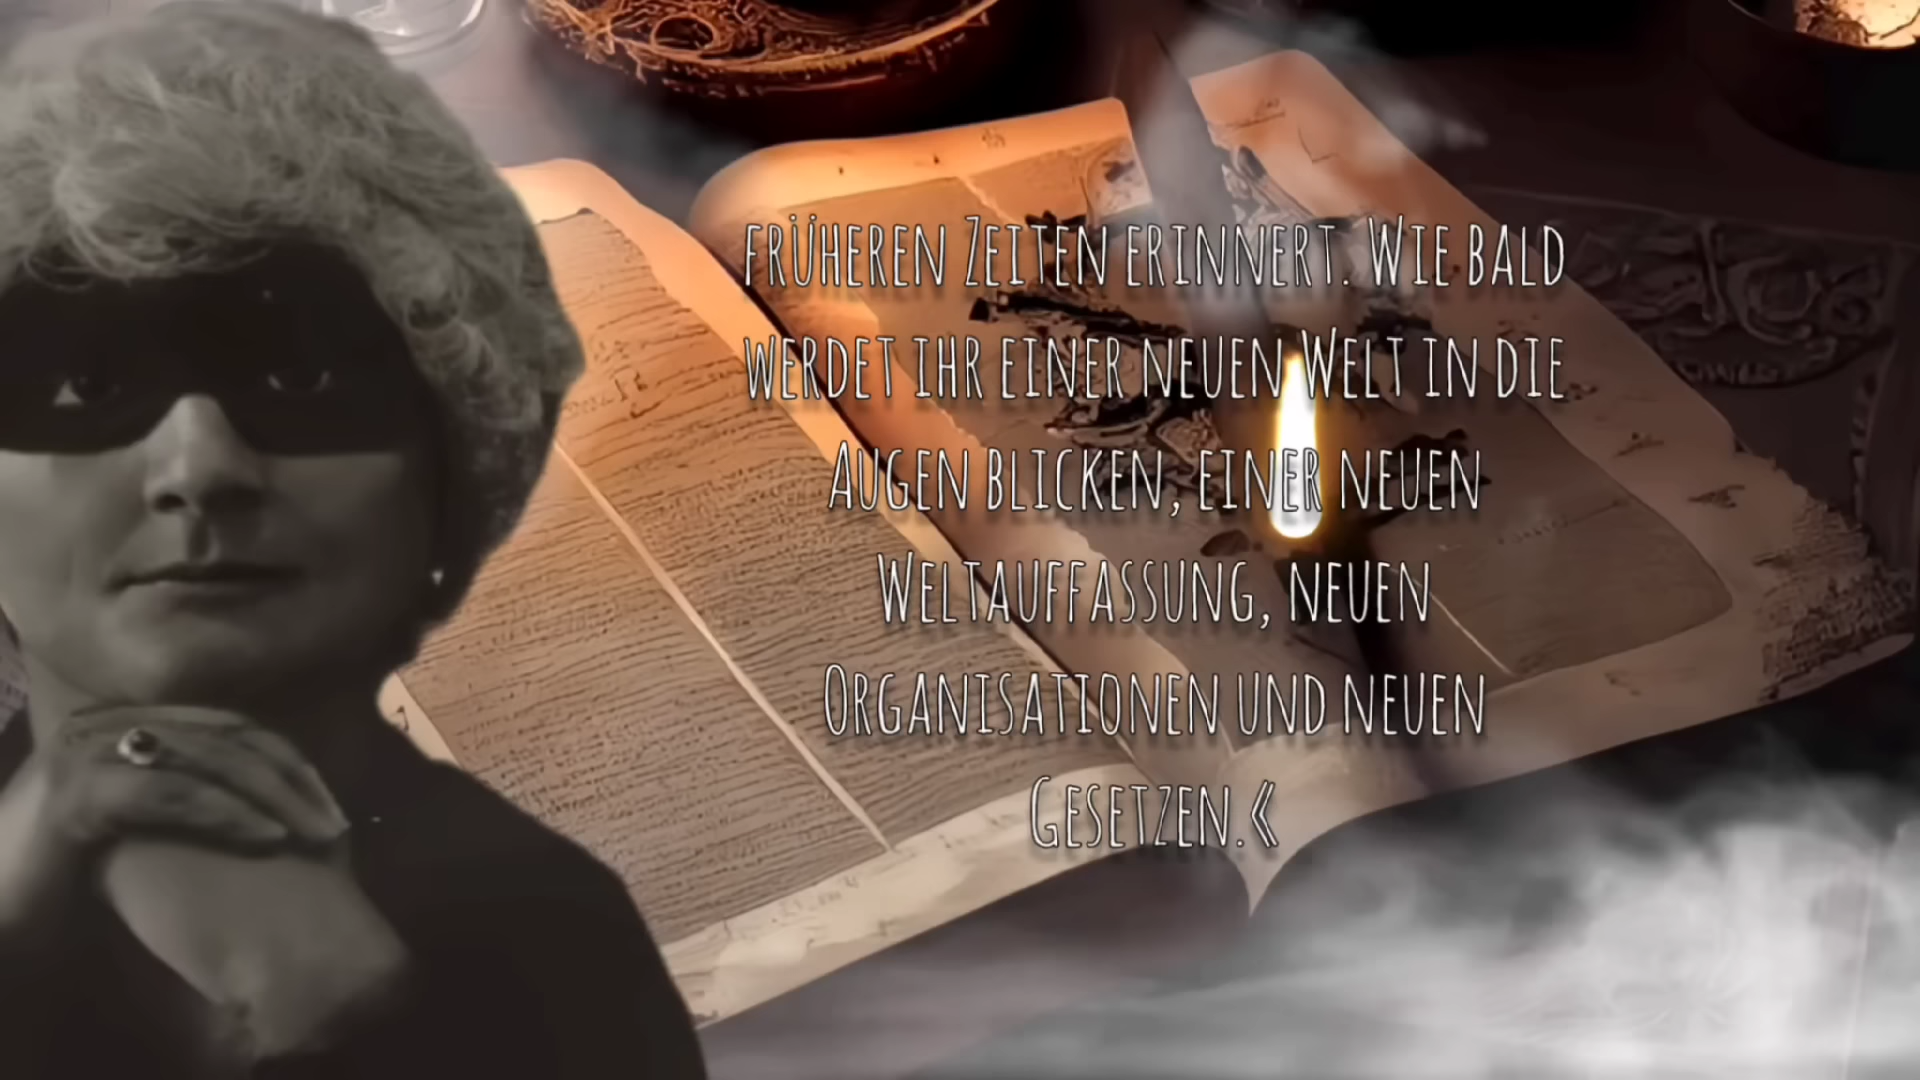 früheren Zeiten erinnert. Wie bald
werdet ihr einer neuen Welt in die
Augen blicken, einer neuen
Weltauffassung, neuen
Organisationen und neuen
Gesetzen.«